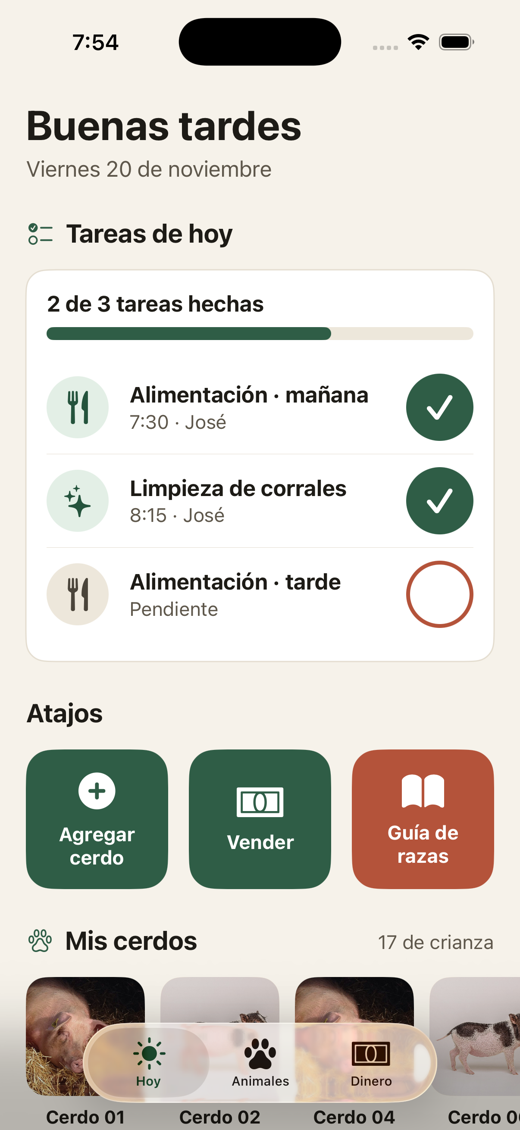 7:54
Buenas tardes
Viernes 20 de noviembre
Tareas de hoy
2 de 3 tareas hechas
Alimentación · mañana
7:30 · José
Limpieza de corrales
8:15 · José
Alimentación · tarde
Pendiente
Atajos
Agregar
cerdo
Vender
Guía de
razas
Mis cerdos
17 de crianza
Hoy
Animales
Dinero
Cerdo 01
Cerdo 02
Cerdo 04
Cerdo